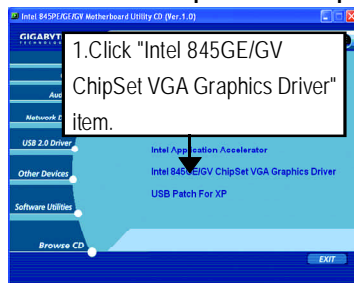 Intel 845PE/GE/GV Motherboard Utility CD (Ver.1.0)
GIGABYT
1.Click "Intel 845GE/GV
ChipSet VGA Graphics Driver"
item.
Aud
Network D
USB 2.0 Driver
Intel Application Accelerator
Other Devices
Intel 845GE/GV ChipSet VGA Graphics Driver
USB Patch For XP
Software Utilities
Browse CD
EXIT